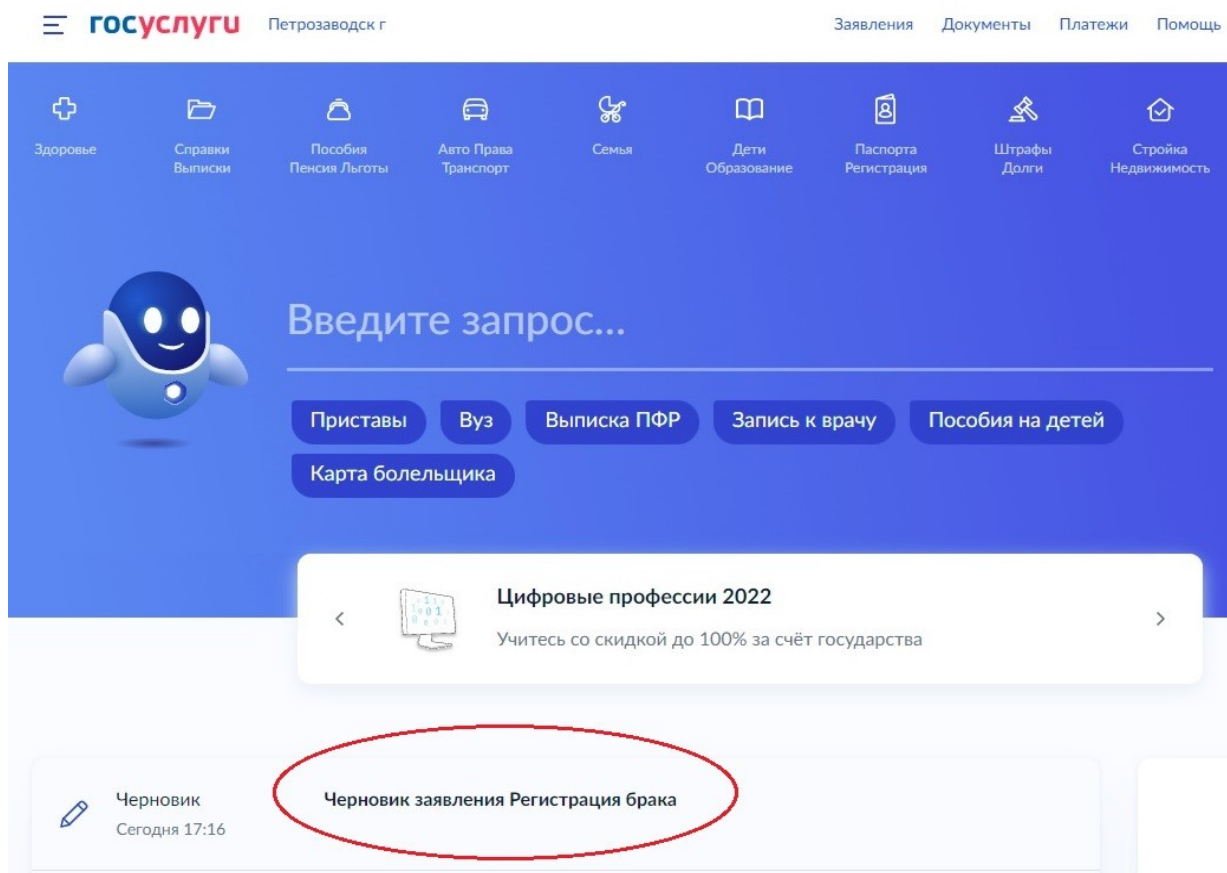 госуслуги Петрозаводск г Заявления Документы Платежи Помощь
Здоровье
Справки
Выписки
Пособия
Пенсия Льготы
Авто Права
Транспорт
Семья
Дети
Образование
Паспорта
Регистрация
Штрафы
Долги
Стройка
Недвижимость
Введите запрос...
Приставы Вуз Выписка ПФР Запись к врачу Пособия на детей
Карта болельщика
Цифровые профессии 2022
Учитесь со скидкой до 100% за счёт государства
Черновик
Сегодня 17:16
Черновик заявления Регистрация брака